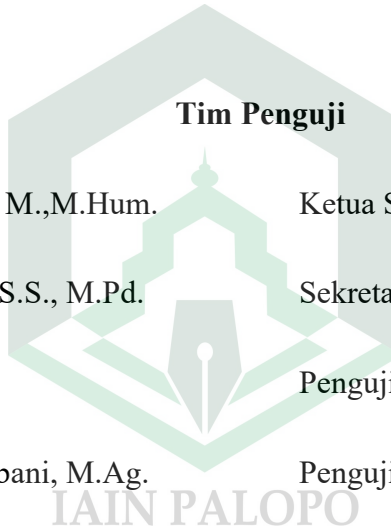 Tim Penguji
M.,M.Hum. Ketua S
S.S., M.Pd. Sekreta
Penguji
bani, M.Ag. Penguji
IAIN PALOPO